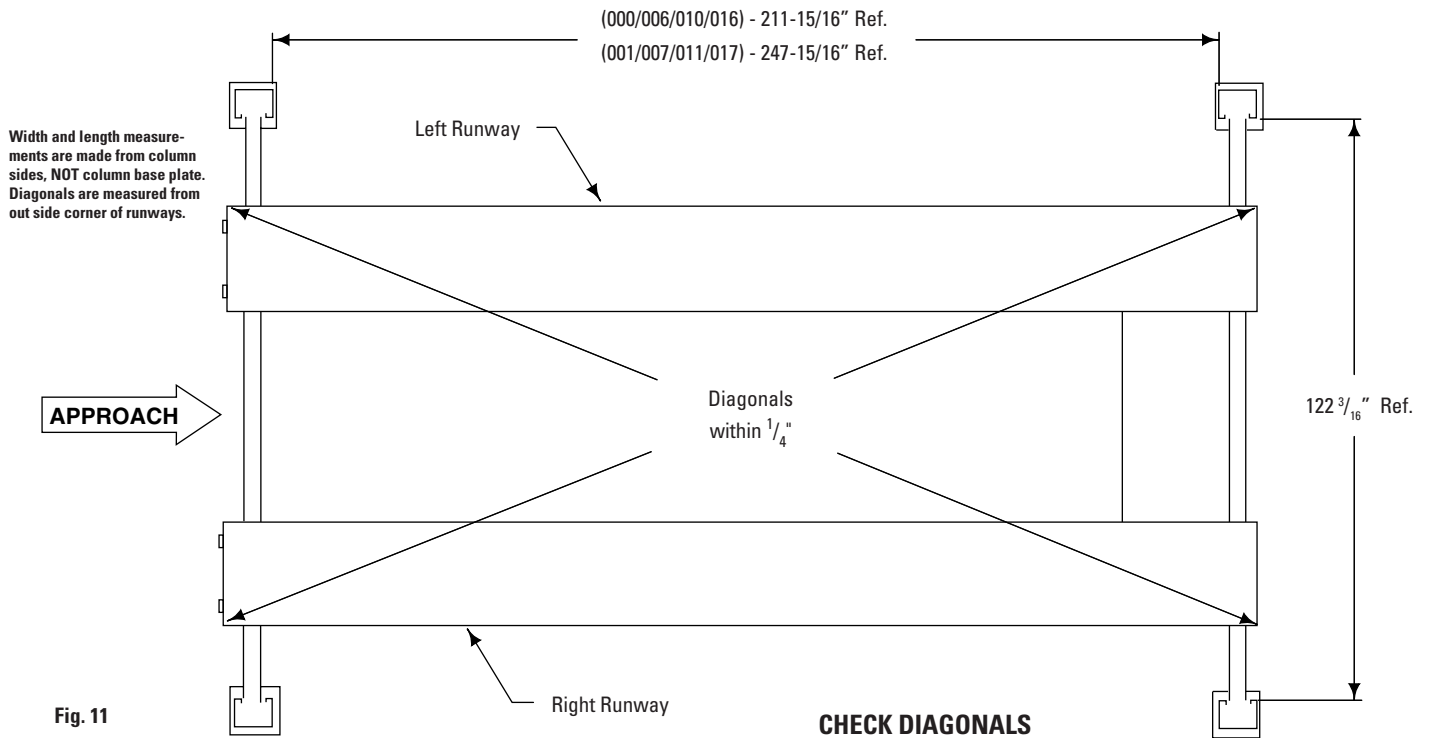 (000/006/010/016) - 211-15/16” Ref.
(001/007/011/017) - 247-15/16” Ref.
Width and length measure-
ments are made from column
sides, NOT column base plate.
Diagonals are measured from
out side corner of runways.
Left Runway
APPROACH
Diagonals
within 1/4"
122 3/16” Ref.
Right Runway
Fig. 11
CHECK DIAGONALS